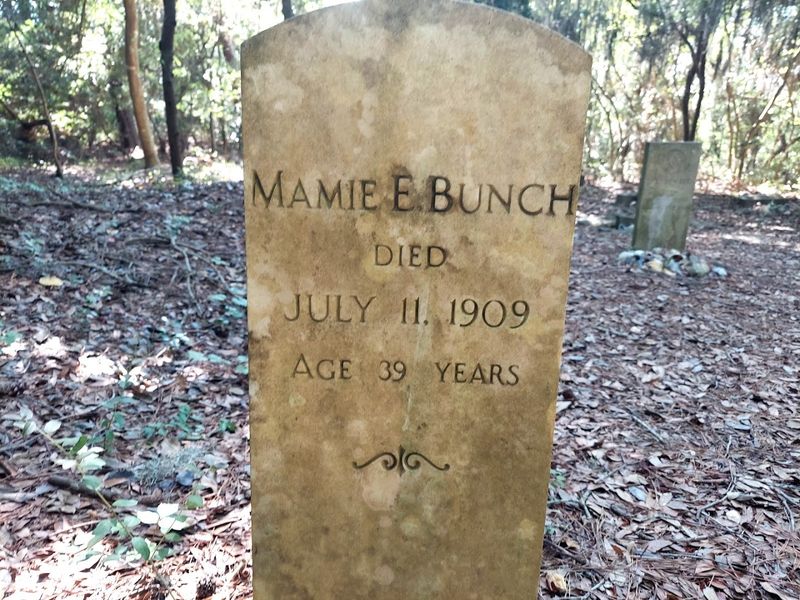 MAMIE E BUNCH
DIED
JULY 11, 1909
AGE 39 YEARS